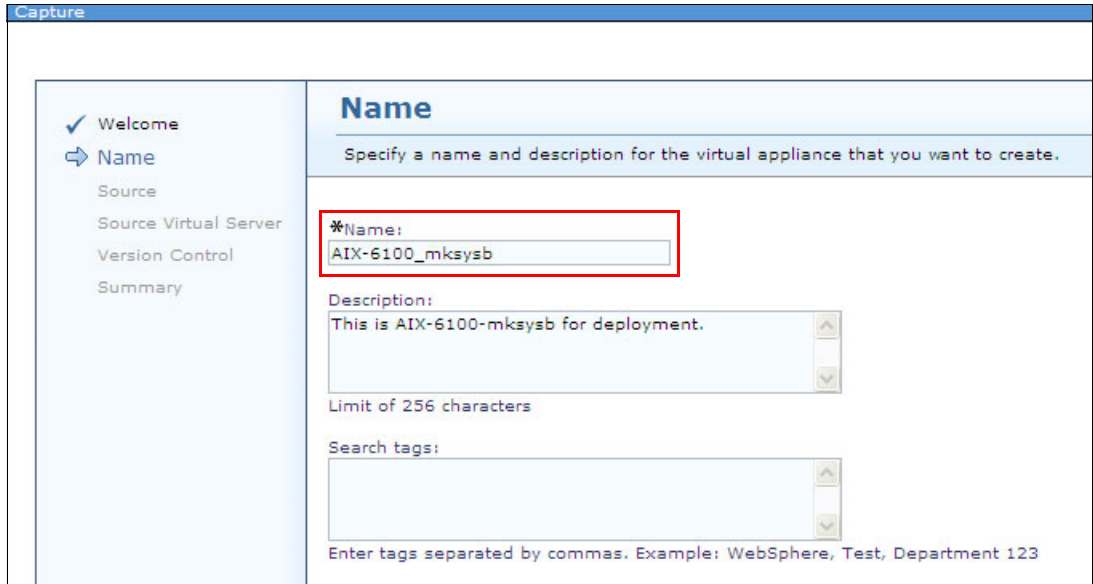 Capture
Welcome
Name
Source
Source Virtual Server
Version Control
Summary
Name
Specify a name and description for the virtual appliance that you want to create.
*Name:
AIX-6100_mksysb
Description:
This is AIX-6100-mksysb for deployment.
Limit of 256 characters
Search tags:
Enter tags separated by commas. Example: WebSphere, Test, Department 123